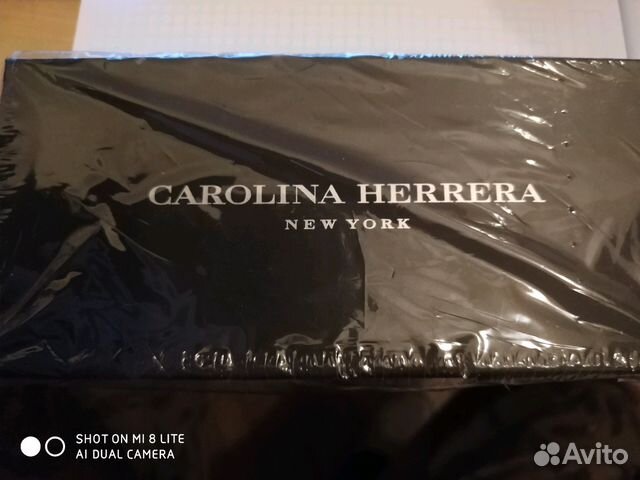 CAROLINA HERRERA
NEW YORK
SHOT ON MI 8 LITE
AI DUAL CAMERA
Avito